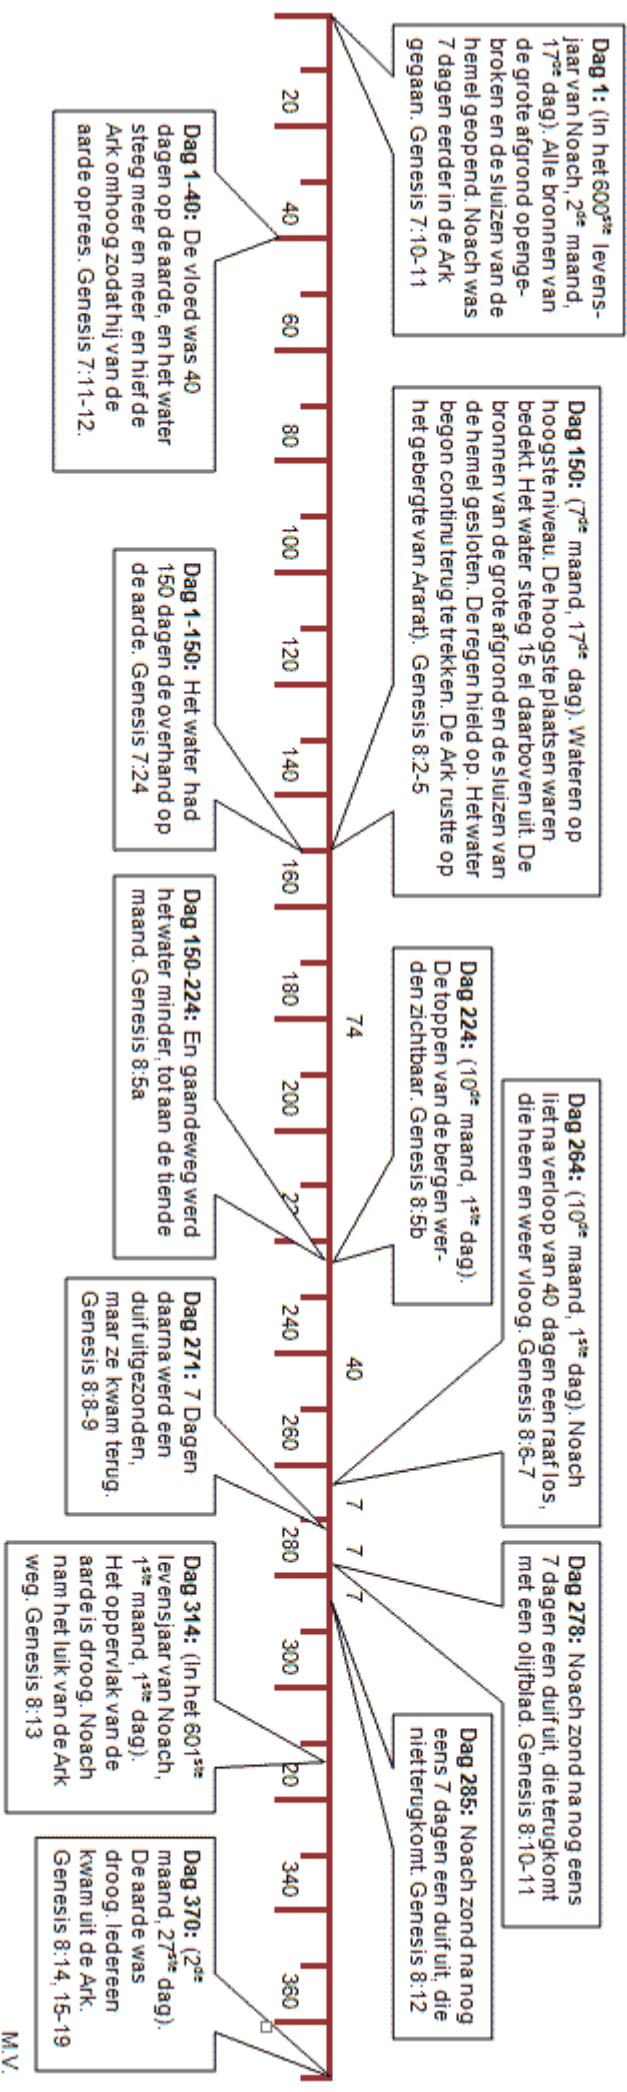 Dag 1: (In het 600ste levens-
jaar van Noach, 2de maand,
17de dag). Alle bronnen van
de grote afgrond openge-
broken en de sluizen van de
hemel geopend. Noach was
7 dagen eerder in de Ark
gegaan. Genesis 7:10-11
Dag 150: (7de maand, 17de dag). Wateren op
hoogste niveau. De hoogste plaatsen waren
bedekt. Het water steeg 15 el daarboven uit. De
bronnen van de grote afgrond en de sluizen van
de hemel gesloten. De regen hield op. Het water
begon continu terug te trekken. De Ark rustte op
het gebergte van Ararat). Genesis 8:2-5
Dag 264: (10de maand, 1ste dag). Noach
liet na verloop van 40 dagen een raaf los,
die heen en weer vloog. Genesis 8:6-7
Dag 278: Noach zond na nog eens
7 dagen een duif uit, die terugkomt
met een olijfblad. Genesis 8:10-11
Dag 224: (10de maand, 1ste dag).
De toppen van de bergen wer-
den zichtbaar. Genesis 8:5b
Dag 285: Noach zond na nog
eens 7 dagen een duif uit, die
niet terugkomt. Genesis 8:12
74 40 7 7 7
20 40 60 80 100 120 140 160 180 200 22 240 260 280 300 20 340 360
Dag 1-40: De vloed was 40
dagen op de aarde, en het water
steeg meer en meer en hief de
Ark omhoog zodat hij van de
aarde oprees. Genesis 7:11-12.
Dag 1-150: Het water had
150 dagen de overhand op
de aarde. Genesis 7:24
Dag 150-224: En gaandeweg werd
het water minder, tot aan de tiende
maand. Genesis 8:5a
Dag 271: 7 Dagen
daarna werd een
duif uitgezonden,
maar ze kwam terug.
Genesis 8:8-9
Dag 314: (In het 601ste
levensjaar van Noach,
1ste maand, 1ste dag).
Het oppervlak van de
aarde is droog. Noach
nam het luik van de Ark
weg. Genesis 8:13
Dag 370: (2de
maand, 27ste dag).
De aarde was
droog. Iedereen
kwam uit de Ark.
Genesis 8:14, 15-19
M.V.